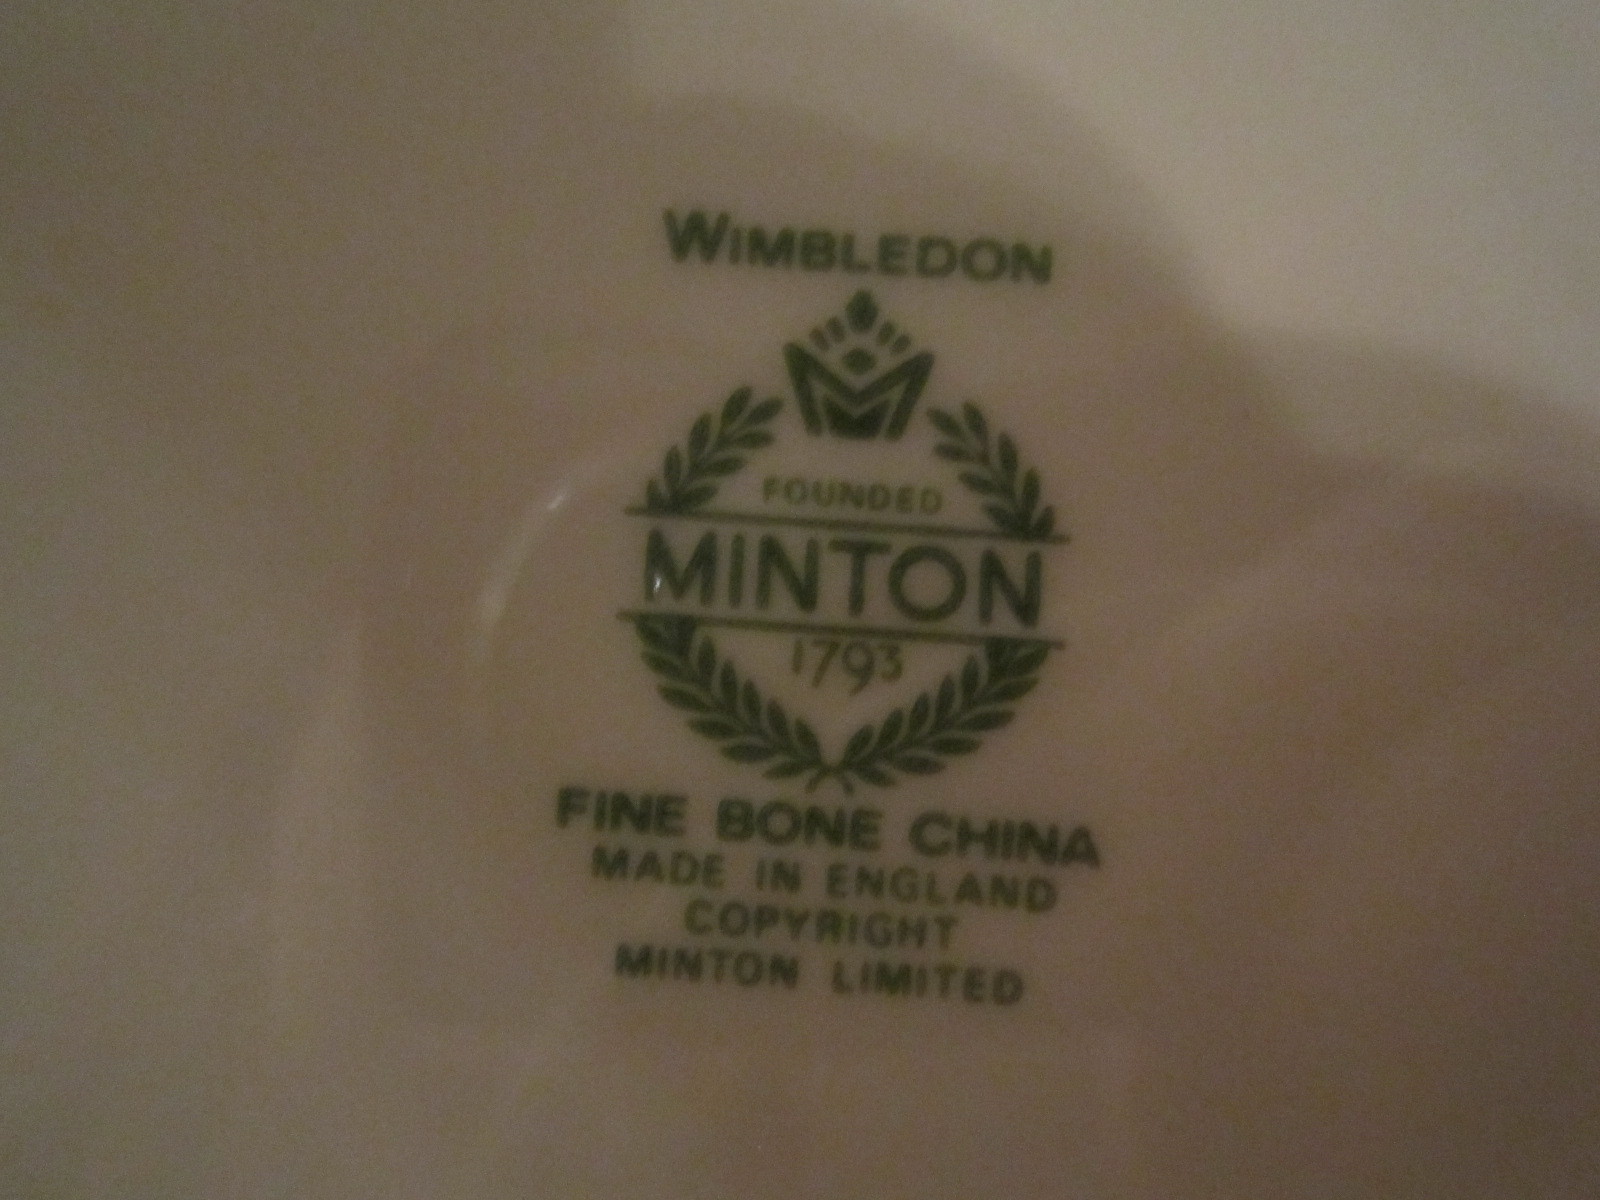 WIMBLEDON
FOUNDED
MINTON
1793
FINE BONE CHINA
MADE IN ENGLAND
COPYRIGHT
MINTON LIMITED